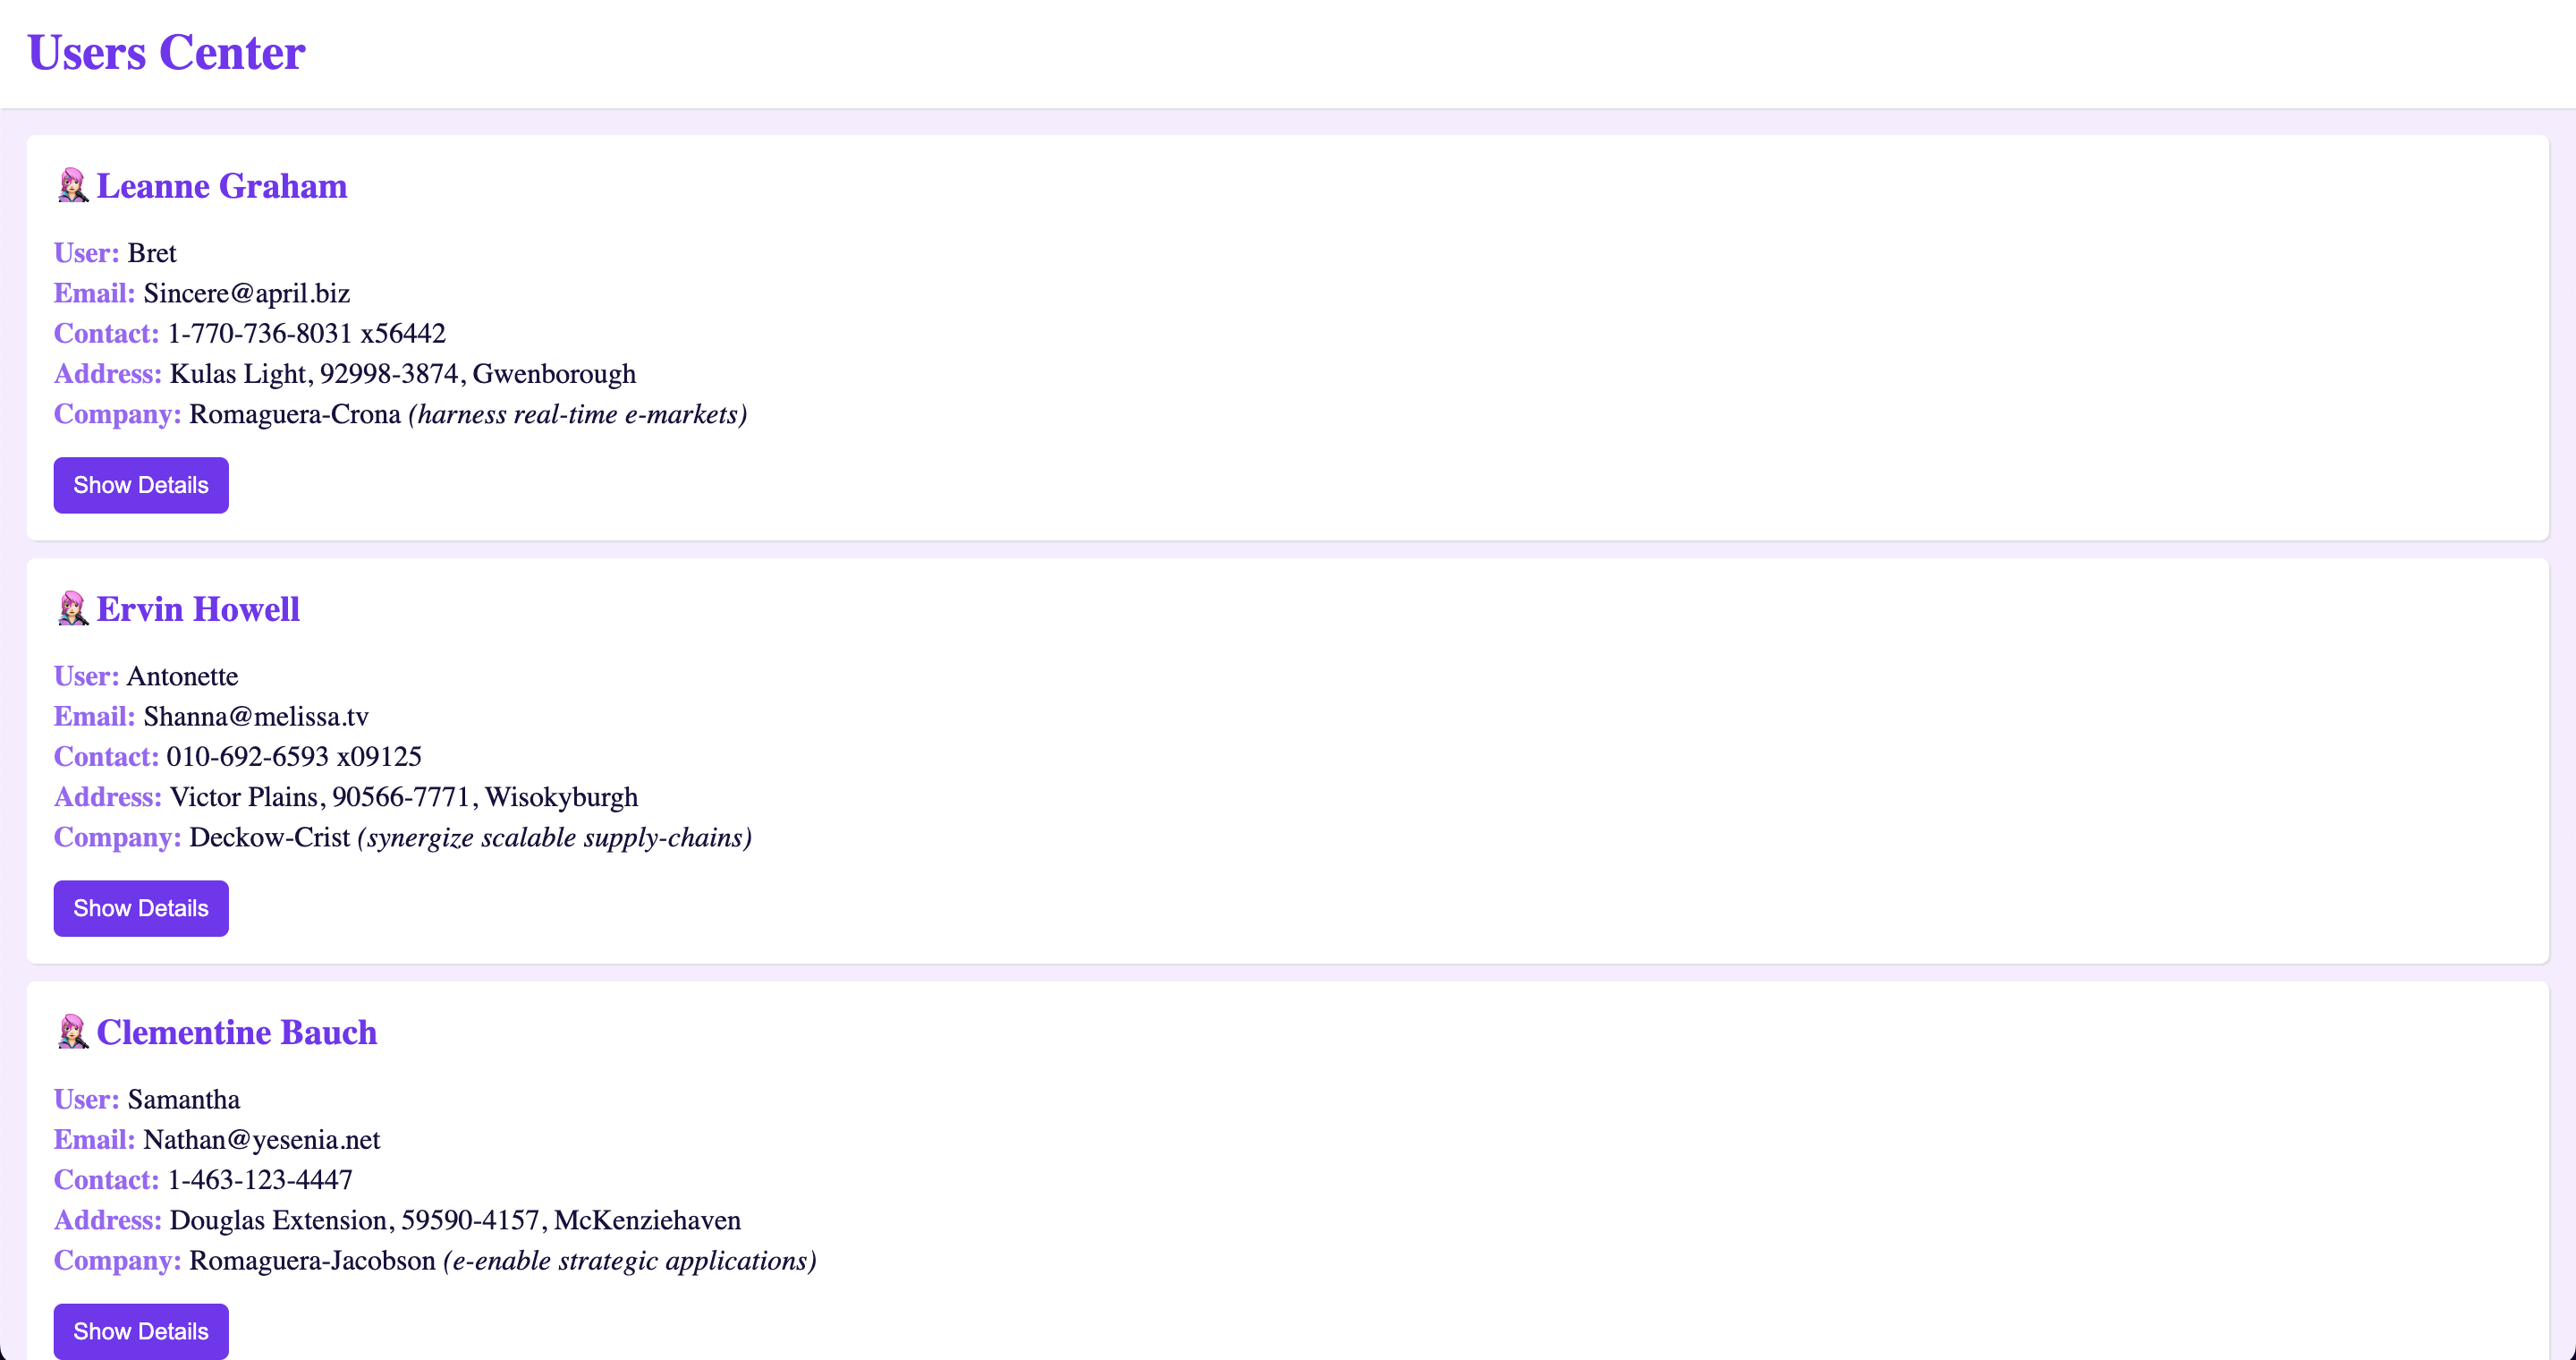 Users Center
Leanne Graham
User: Bret
Email: Sincere@april.biz
Contact: 1-770-736-8031 x56442
Address: Kulas Light, 92998-3874, Gwenborough
Company: Romaguera-Crona (harness real-time e-markets)
Show Details
Ervin Howell
User: Antonette
Email: Shanna@melissa.tv
Contact: 010-692-6593 x09125
Address: Victor Plains, 90566-7771, Wisokyburgh
Company: Deckow-Crist (synergize scalable supply-chains)
Show Details
Clementine Bauch
User: Samantha
Email: Nathan@yesenia.net
Contact: 1-463-123-4447
Address: Douglas Extension, 59590-4157, McKenziehaven
Company: Romaguera-Jacobson (e-enable strategic applications)
Show Details